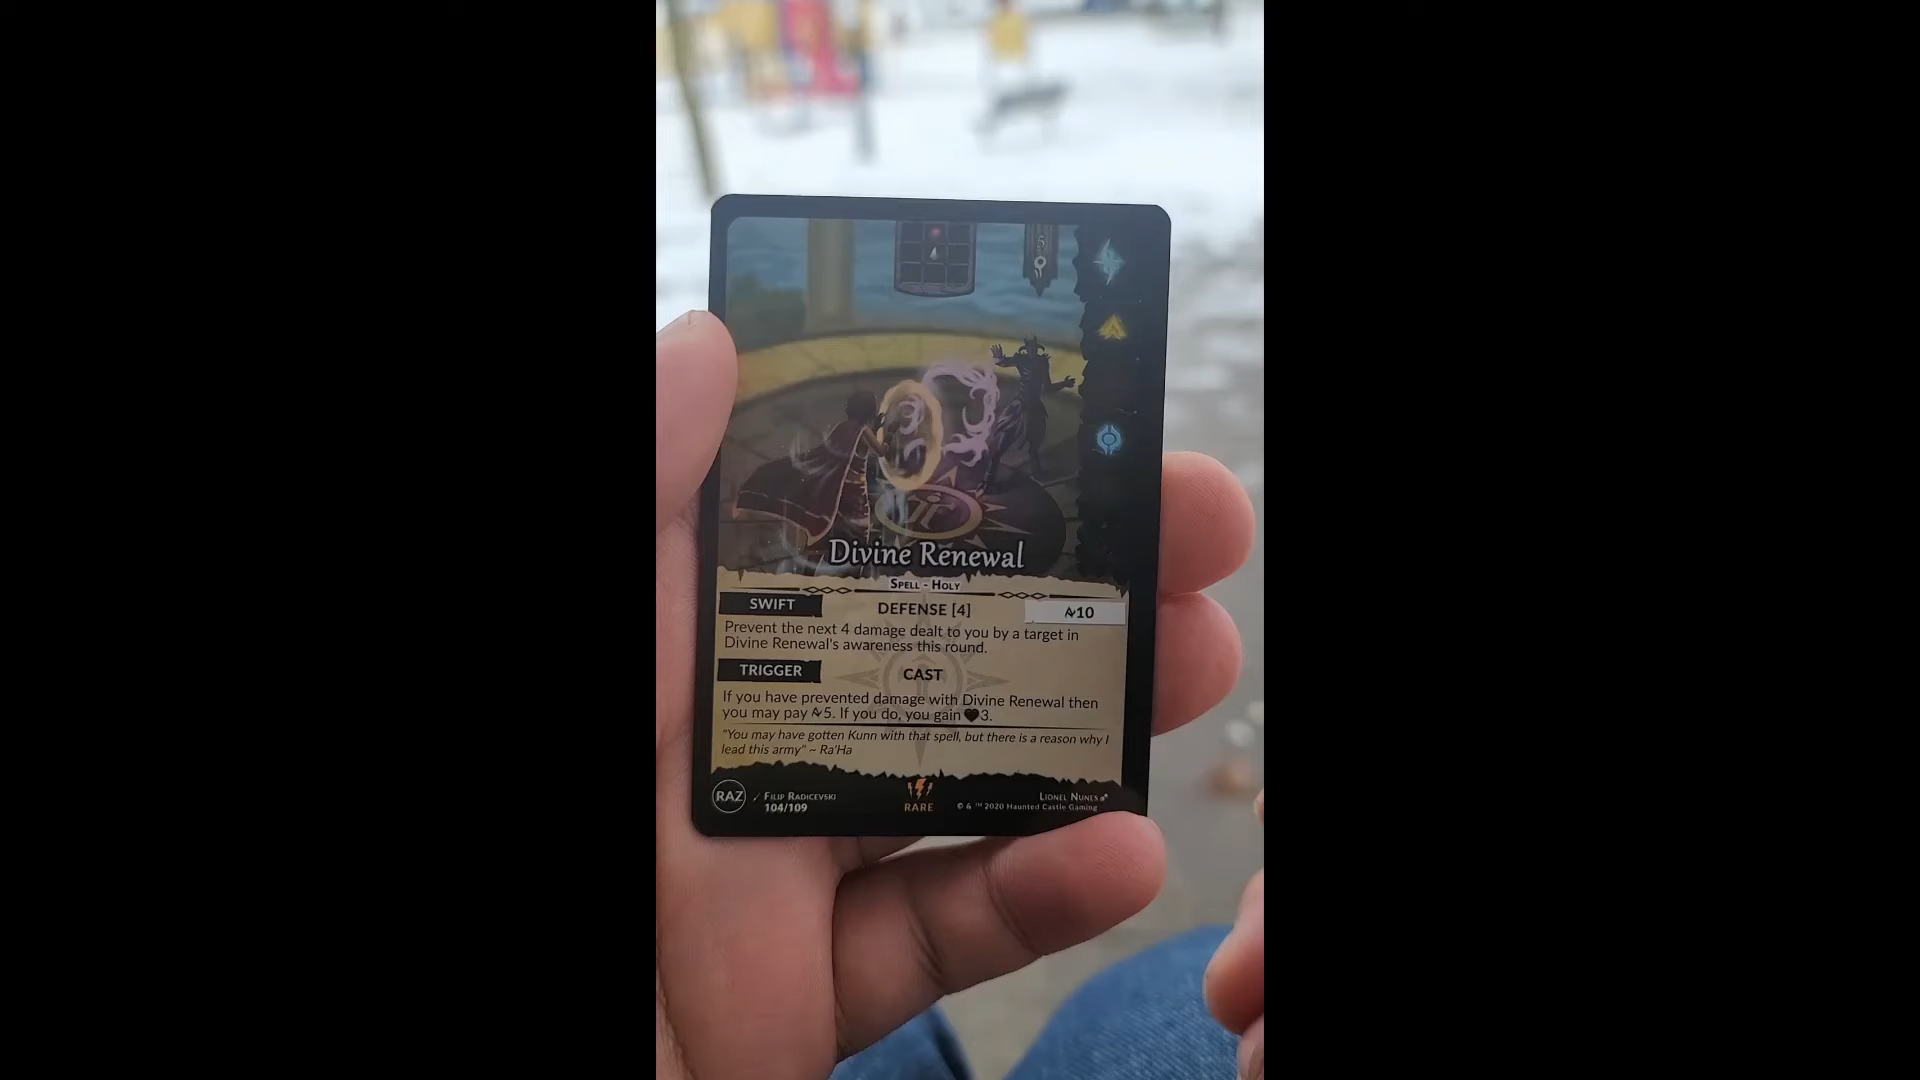 5
Divine Renewal
Spell - Holy
SWIFT DEFENSE [4] 10
Prevent the next 4 damage dealt to you by a target in
Divine Renewal's awareness this round.
TRIGGER CAST
If you have prevented damage with Divine Renewal then
you may pay 5. If you do, you gain 3.
"You may have gotten Kunn with that spell, but there is a reason why I
lead this army" ~ Ra'Ha
RAZ Filip Radicevski
104/109
RARE
Lionel Nunes
© & ™ 2020 Haunted Castle Gaming